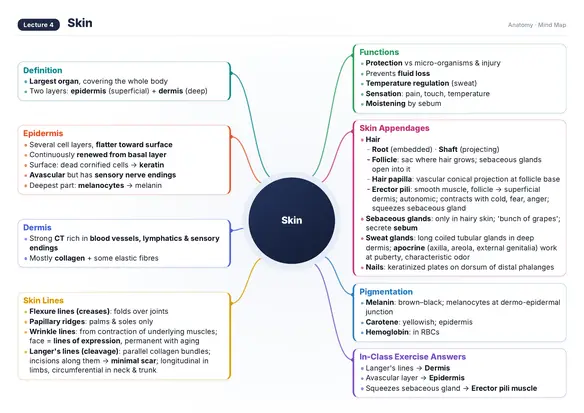 Lecture 4 Skin
Anatomy · Mind Map
Definition
• Largest organ, covering the whole body
• Two layers: epidermis (superficial) + dermis (deep)
Epidermis
• Several cell layers, flatter toward surface
• Continuously renewed from basal layer
• Surface: dead cornified cells → keratin
• Avascular but has sensory nerve endings
• Deepest part: melanocytes → melanin
Dermis
• Strong CT rich in blood vessels, lymphatics & sensory
endings
• Mostly collagen + some elastic fibres
Skin Lines
• Flexure lines (creases): folds over joints
• Papillary ridges: palms & soles only
• Wrinkle lines: from contraction of underlying muscles;
face = lines of expression, permanent with aging
• Langer's lines (cleavage): parallel collagen bundles;
incisions along them → minimal scar; longitudinal in
limbs, circumferential in neck & trunk
Skin
Functions
• Protection vs micro-organisms & injury
• Prevents fluid loss
• Temperature regulation (sweat)
• Sensation: pain, touch, temperature
• Moistening by sebum
Skin Appendages
• Hair
- Root (embedded) · Shaft (projecting)
- Follicle: sac where hair grows; sebaceous glands
open into it
- Hair papilla: vascular conical projection at follicle base
- Erector pili: smooth muscle, follicle → superficial
dermis; autonomic; contracts with cold, fear, anger;
squeezes sebaceous gland
• Sebaceous glands: only in hairy skin; 'bunch of grapes';
secrete sebum
• Sweat glands: long coiled tubular glands in deep
dermis; apocrine (axilla, areola, external genitalia) work
at puberty, characteristic odor
• Nails: keratinized plates on dorsum of distal phalanges
Pigmentation
• Melanin: brown–black; melanocytes at dermo-epidermal
junction
• Carotene: yellowish; epidermis
• Hemoglobin: in RBCs
In-Class Exercise Answers
• Langer's lines → Dermis
• Avascular layer → Epidermis
• Squeezes sebaceous gland → Erector pili muscle